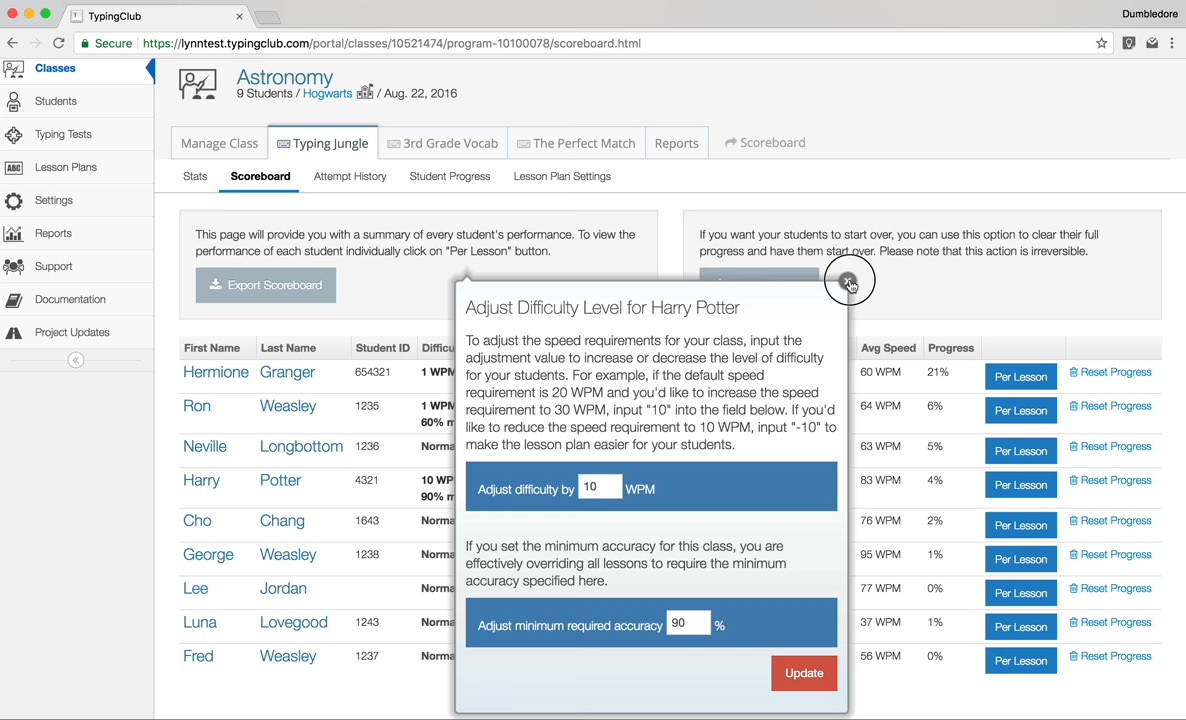 TypingClub
Dumbledore
Secure https://lynntest.typingclub.com/portal/classes/10521474/program-10100078/scoreboard.html
Classes
Students
Typing Tests
ABC Lesson Plans
Settings
Reports
Support
Documentation
Project Updates
Astronomy
9 Students / Hogwarts / Aug. 22, 2016
Manage Class Typing Jungle 3rd Grade Vocab The Perfect Match Reports Scoreboard
Stats Scoreboard Attempt History Student Progress Lesson Plan Settings
This page will provide you with a summary of every student's performance. To view the
performance of each student individually click on "Per Lesson" button.
Export Scoreboard
If you want your students to start over, you can use this option to clear their full
progress and have them start over. Please note that this action is irreversible.
First Name Last Name Student ID Difficu Avg Speed Progress
Hermione Granger 654321 1 WPM 60 WPM 21% Per Lesson Reset Progress
Ron Weasley 1235 1 WPM 64 WPM 6% Per Lesson Reset Progress
60% m
Neville Longbottom 1236 Norma 63 WPM 5% Per Lesson Reset Progress
Harry Potter 4321 10 WP 83 WPM 4% Per Lesson Reset Progress
90% m
Cho Chang 1643 Norma 76 WPM 2% Per Lesson Reset Progress
George Weasley 1238 Norma 95 WPM 1% Per Lesson Reset Progress
Lee Jordan Norma 77 WPM 0% Per Lesson Reset Progress
Luna Lovegood 1243 Norma 37 WPM 1% Per Lesson Reset Progress
Fred Weasley 1237 Norma 56 WPM 0% Per Lesson Reset Progress
Adjust Difficulty Level for Harry Potter
To adjust the speed requirements for your class, input the
adjustment value to increase or decrease the level of difficulty
for your students. For example, if the default speed
requirement is 20 WPM and you'd like to increase the speed
requirement to 30 WPM, input "10" into the field below. If you'd
like to reduce the speed requirement to 10 WPM, input "-10" to
make the lesson plan easier for your students.
Adjust difficulty by 10 WPM
If you set the minimum accuracy for this class, you are
effectively overriding all lessons to require the minimum
accuracy specified here.
Adjust minimum required accuracy 90 %
Update